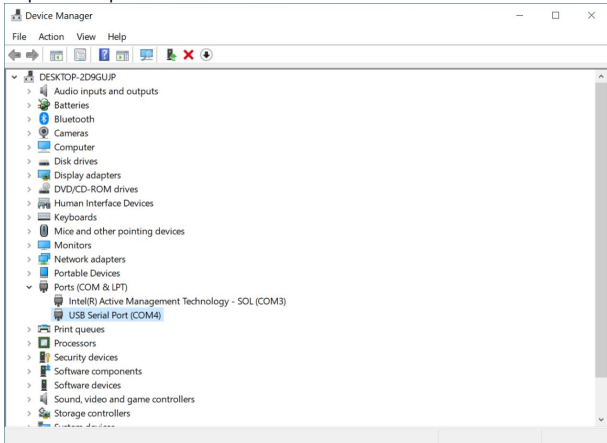 Device Manager
File Action View Help
DESKTOP-2D9GUJP
Audio inputs and outputs
Batteries
Bluetooth
Cameras
Computer
Disk drives
Display adapters
DVD/CD-ROM drives
Human Interface Devices
Keyboards
Mice and other pointing devices
Monitors
Network adapters
Portable Devices
Ports (COM & LPT)
Intel(R) Active Management Technology - SOL (COM3)
USB Serial Port (COM4)
Print queues
Processors
Security devices
Software components
Software devices
Sound, video and game controllers
Storage controllers
System devices